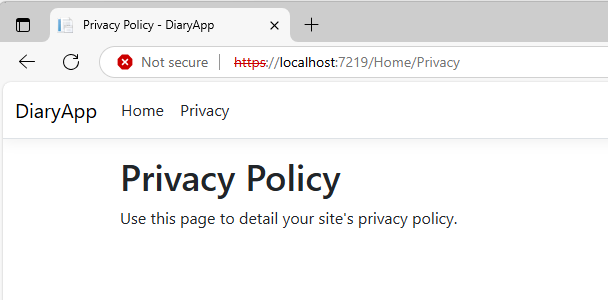 Privacy Policy - DiaryApp
Not secure https://localhost:7219/Home/Privacy
DiaryApp Home Privacy
Privacy Policy
Use this page to detail your site's privacy policy.